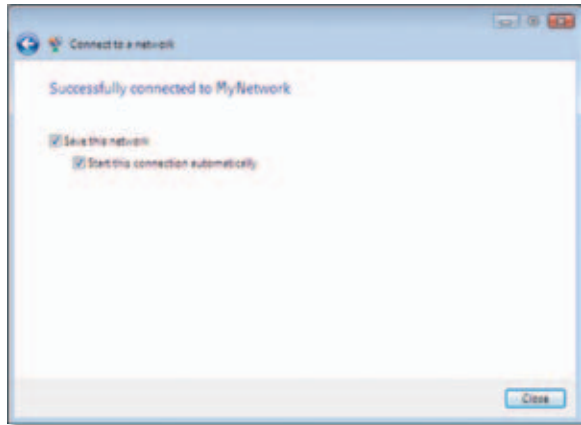 Connect to a network
Successfully connected to MyNetwork
Save this network
Start this connection automatically
Close